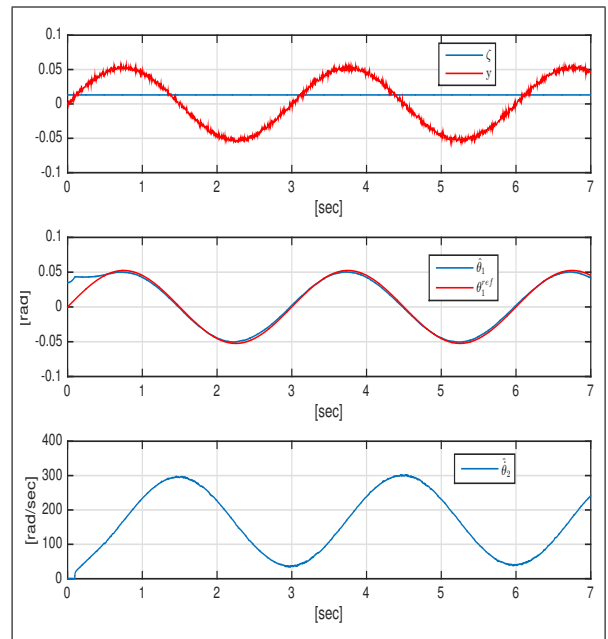 0.1
0.05
0
-0.05
-0.1
ζ
y
0 1 2 3 4 5 6 7
[sec]
0.1
0.05
0
-0.05
-0.1
[rad]
θ̂₁
θ₁ʳᵉᶠ
0 1 2 3 4 5 6 7
[sec]
400
300
200
100
0
[rad/sec]
θ̂̇₂
0 1 2 3 4 5 6 7
[sec]